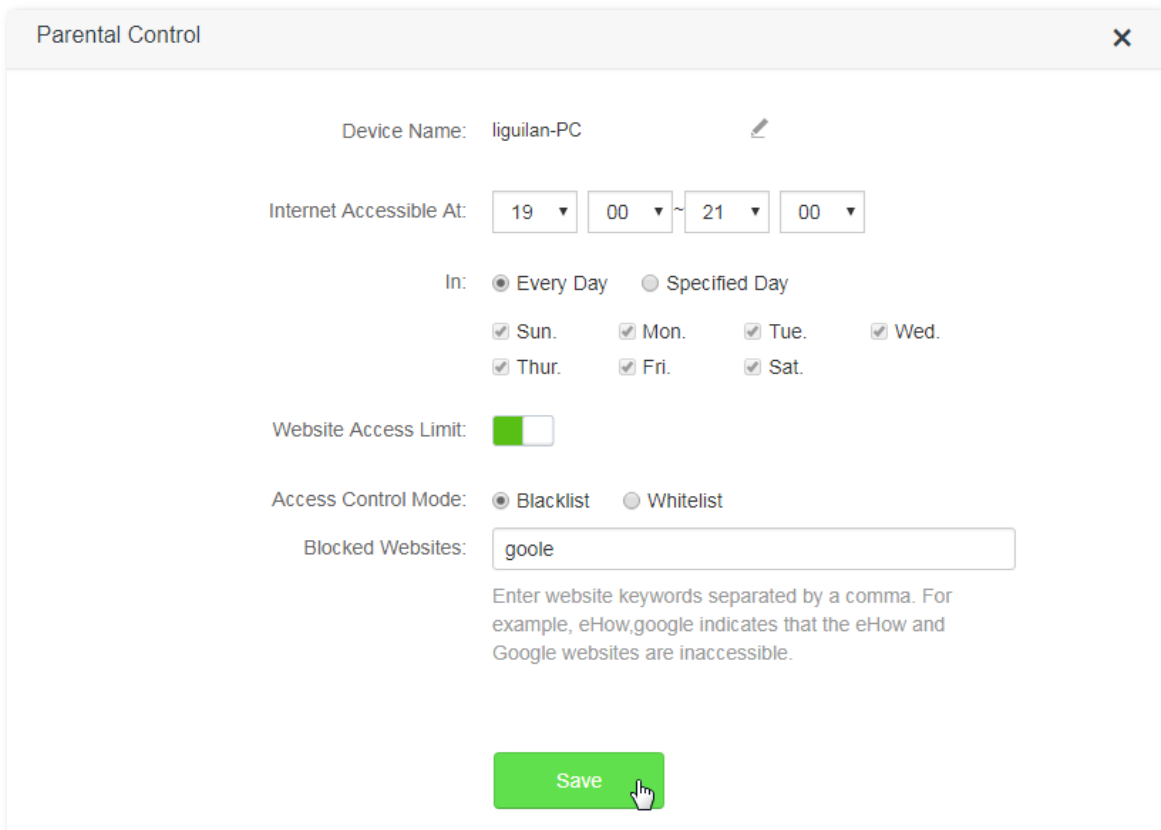 Parental Control
Device Name: liguilan-PC
Internet Accessible At: 19 00 ~ 21 00
In: Every Day Specified Day
Sun. Mon. Tue. Wed.
Thur. Fri. Sat.
Website Access Limit:
Access Control Mode: Blacklist Whitelist
Blocked Websites: goole
Enter website keywords separated by a comma. For
example, eHow,google indicates that the eHow and
Google websites are inaccessible.
Save